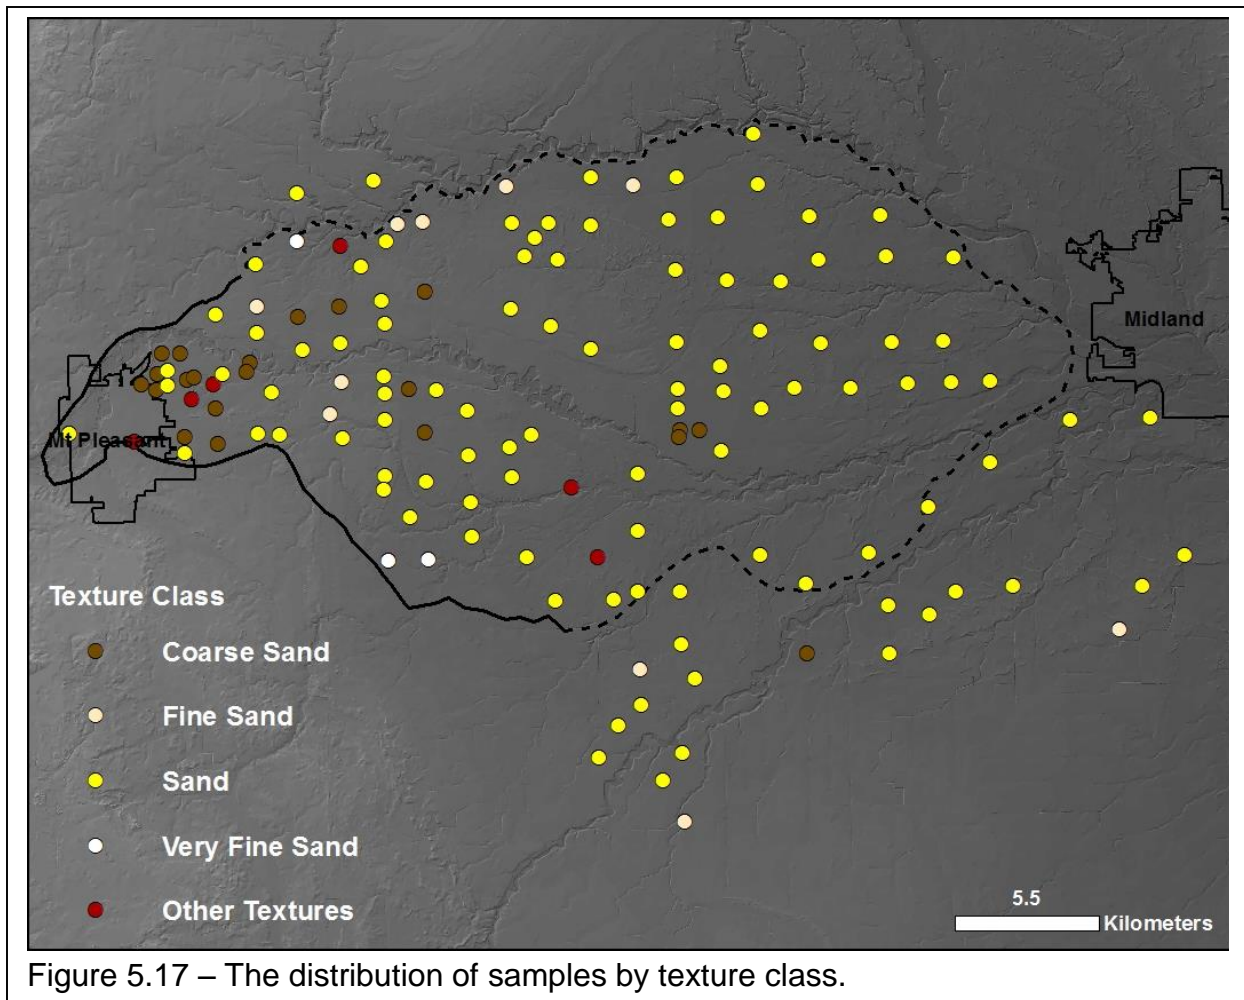 Midland
Mt Pleasant
Texture Class
Coarse Sand
Fine Sand
Sand
Very Fine Sand
Other Textures
5.5
Kilometers
Figure 5.17 – The distribution of samples by texture class.